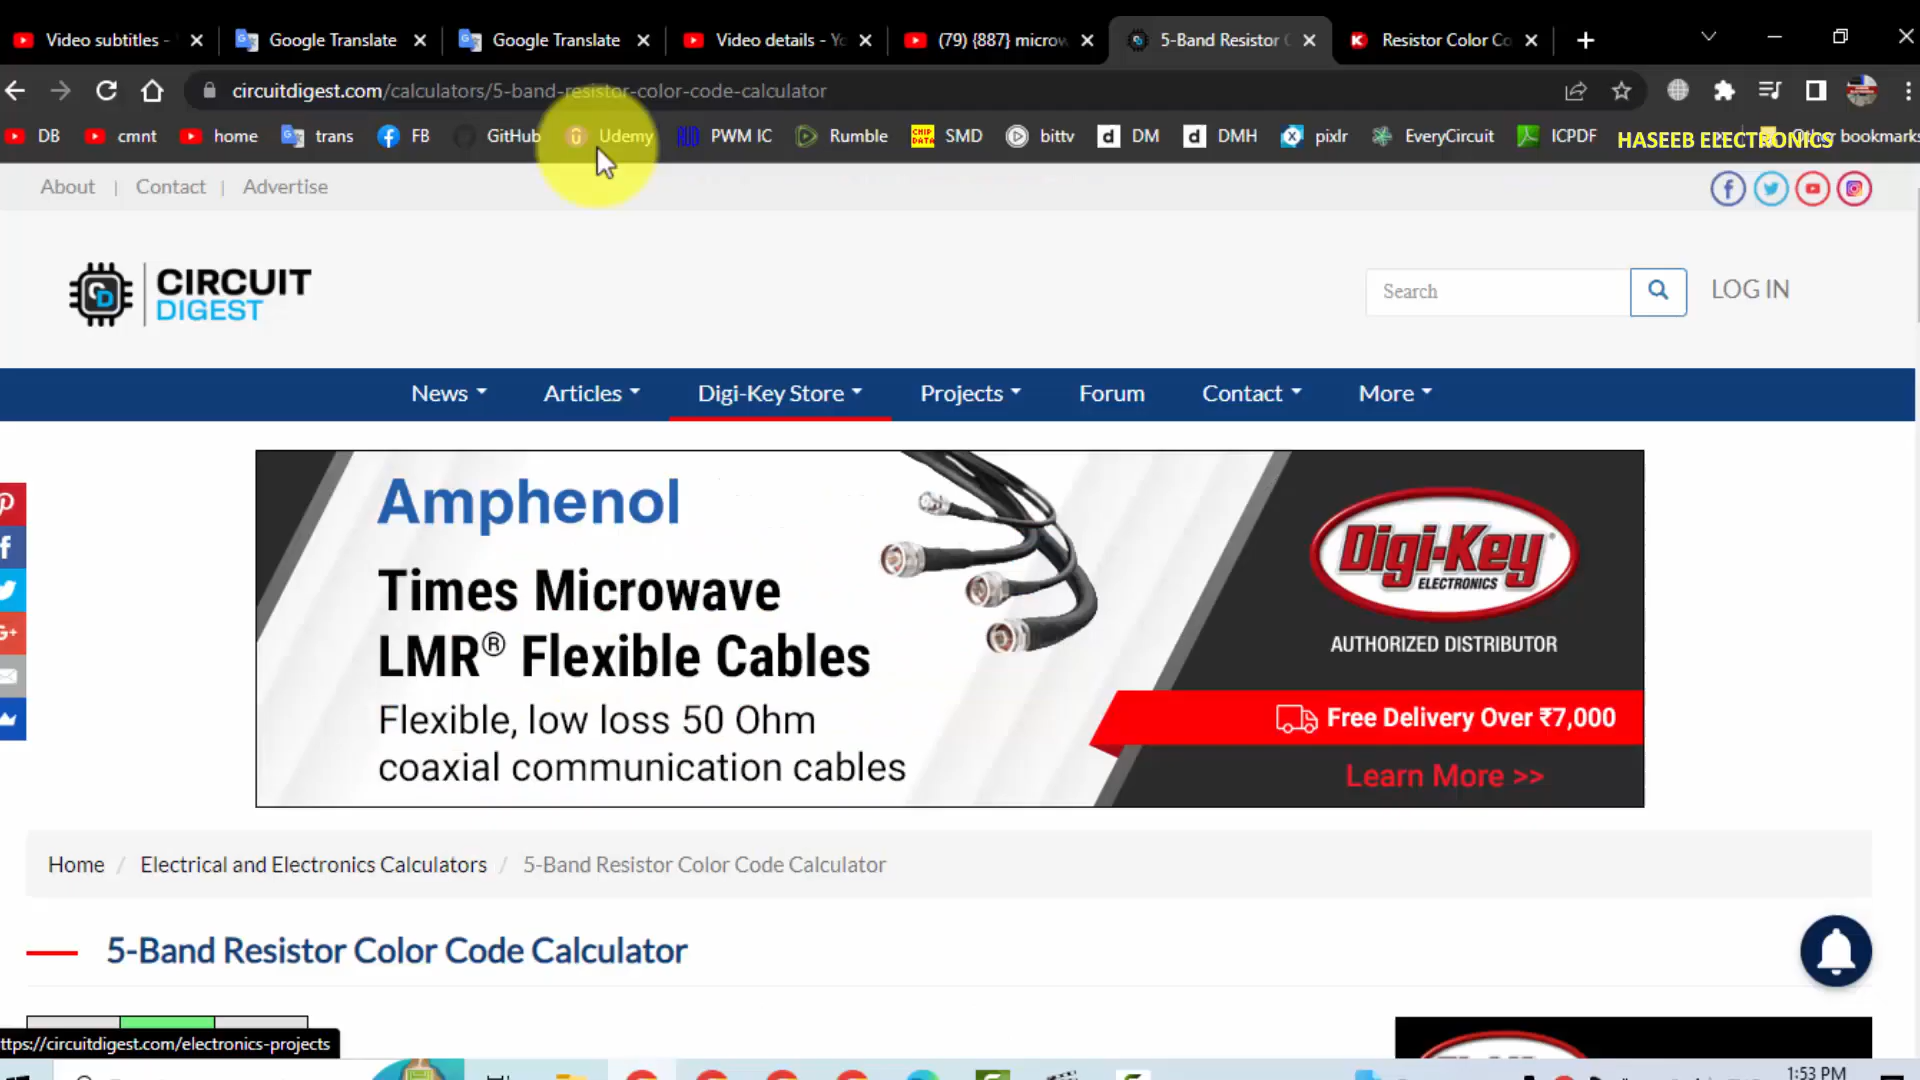 Video subtitles -
Google Translate
Google Translate
Video details - Yo
(79) {887} microw
5-Band Resistor C
Resistor Color Co
circuitdigest.com/calculators/5-band-resistor-color-code-calculator
DB
cmnt
home
trans
FB
GitHub
Udemy
PWM IC
Rumble
CHIP DATA
SMD
bittv
DM
DMH
pixlr
EveryCircuit
ICPDF
HASEEB ELECTRONICS
Other bookmarks
About | Contact | Advertise
CIRCUIT
DIGEST
Search
LOG IN
News
Articles
Digi-Key Store
Projects
Forum
Contact
More
Amphenol
Times Microwave
LMR® Flexible Cables
Flexible, low loss 50 Ohm
coaxial communication cables
Digi-Key
ELECTRONICS
AUTHORIZED DISTRIBUTOR
Free Delivery Over ₹7,000
Learn More >>
Home / Electrical and Electronics Calculators / 5-Band Resistor Color Code Calculator
5-Band Resistor Color Code Calculator
ttps://circuitdigest.com/electronics-projects
1:53 PM